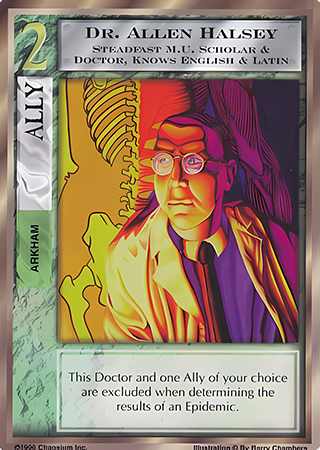 2
DR. ALLEN HALSEY
STEADFAST M.U. SCHOLAR &
DOCTOR, KNOWS ENGLISH & LATIN
ALLY
ARKHAM
This Doctor and one Ally of your choice
are excluded when determining the
results of an Epidemic.
©1996 Chaosium Inc.
Illustration © By Barry Chambers